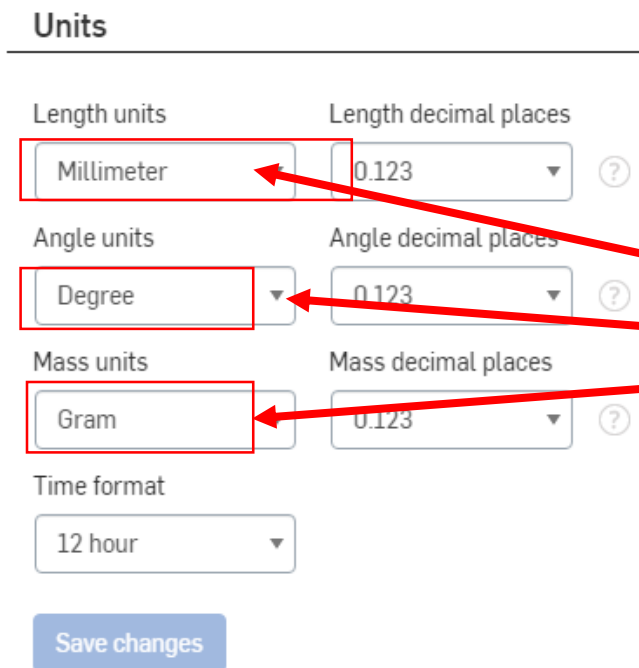 Units
Length units Length decimal places
Millimeter 0.123 ?
Angle units Angle decimal places
Degree 0.123 ?
Mass units Mass decimal places
Gram 0.123 ?
Time format
12 hour
Save changes